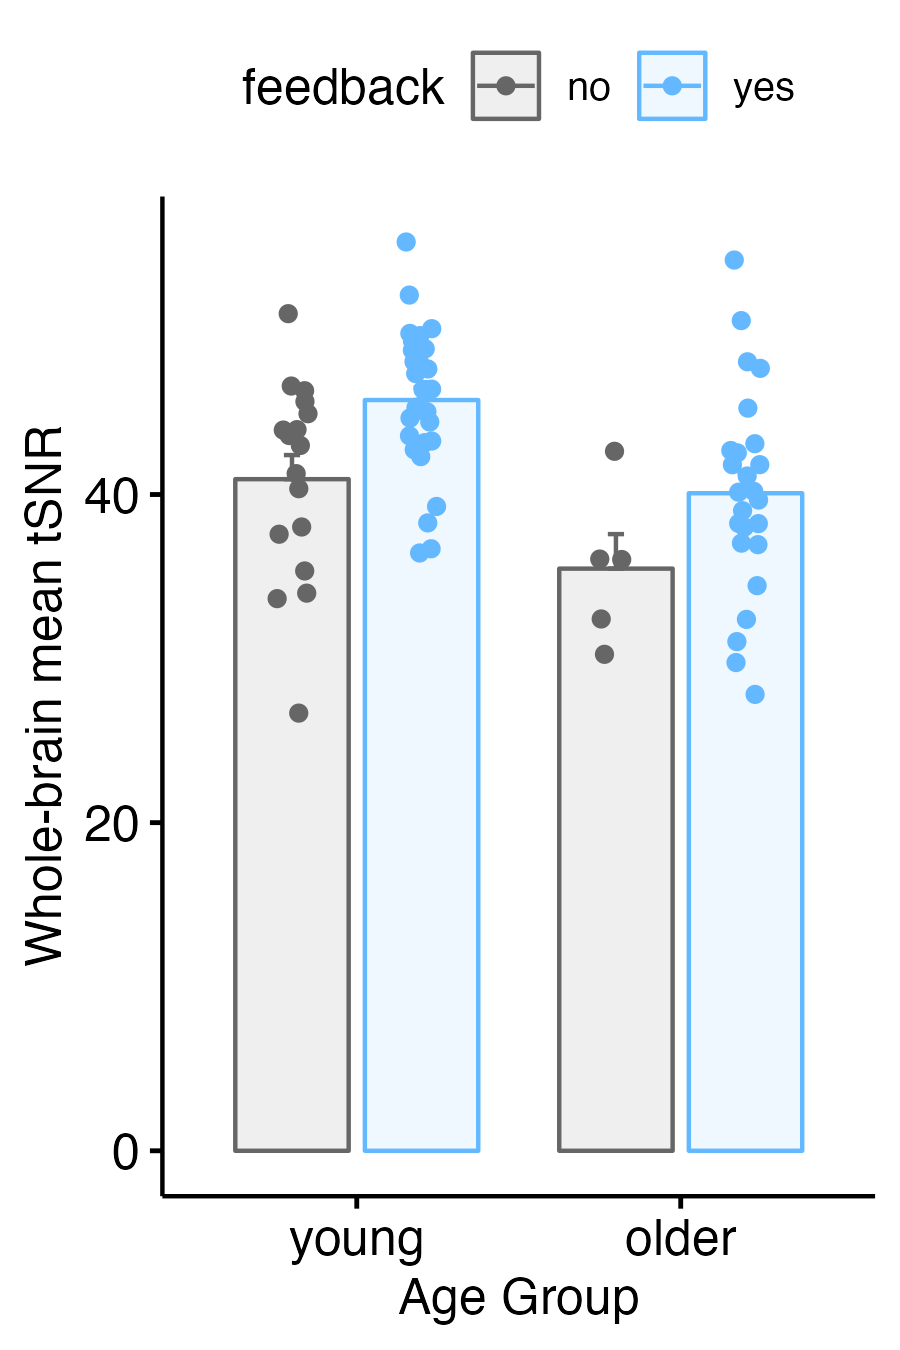 feedback no yes
Whole-brain mean tSNR
40
20
0
young older
Age Group